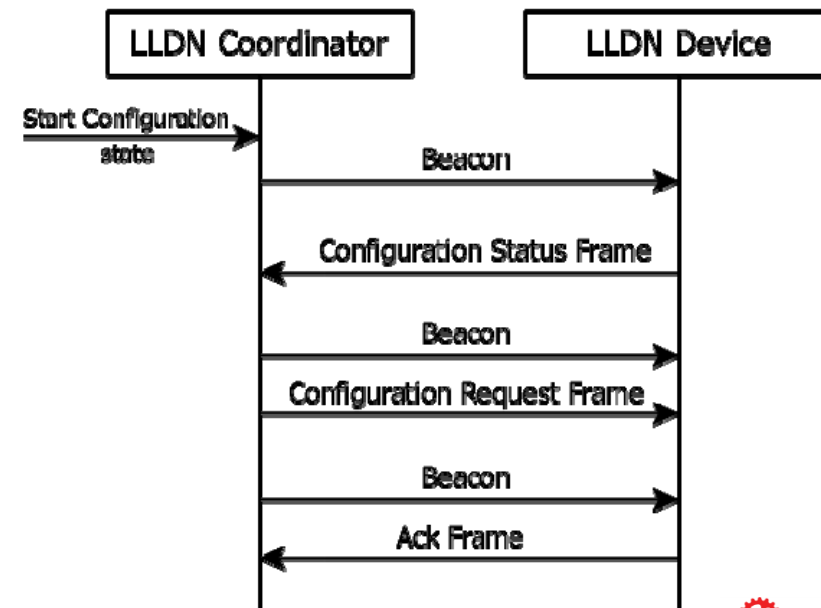 LLDN Coordinator
LLDN Device
Start Configuration
state
Beacon
Configuration Status Frame
Beacon
Configuration Request Frame
Beacon
Ack Frame